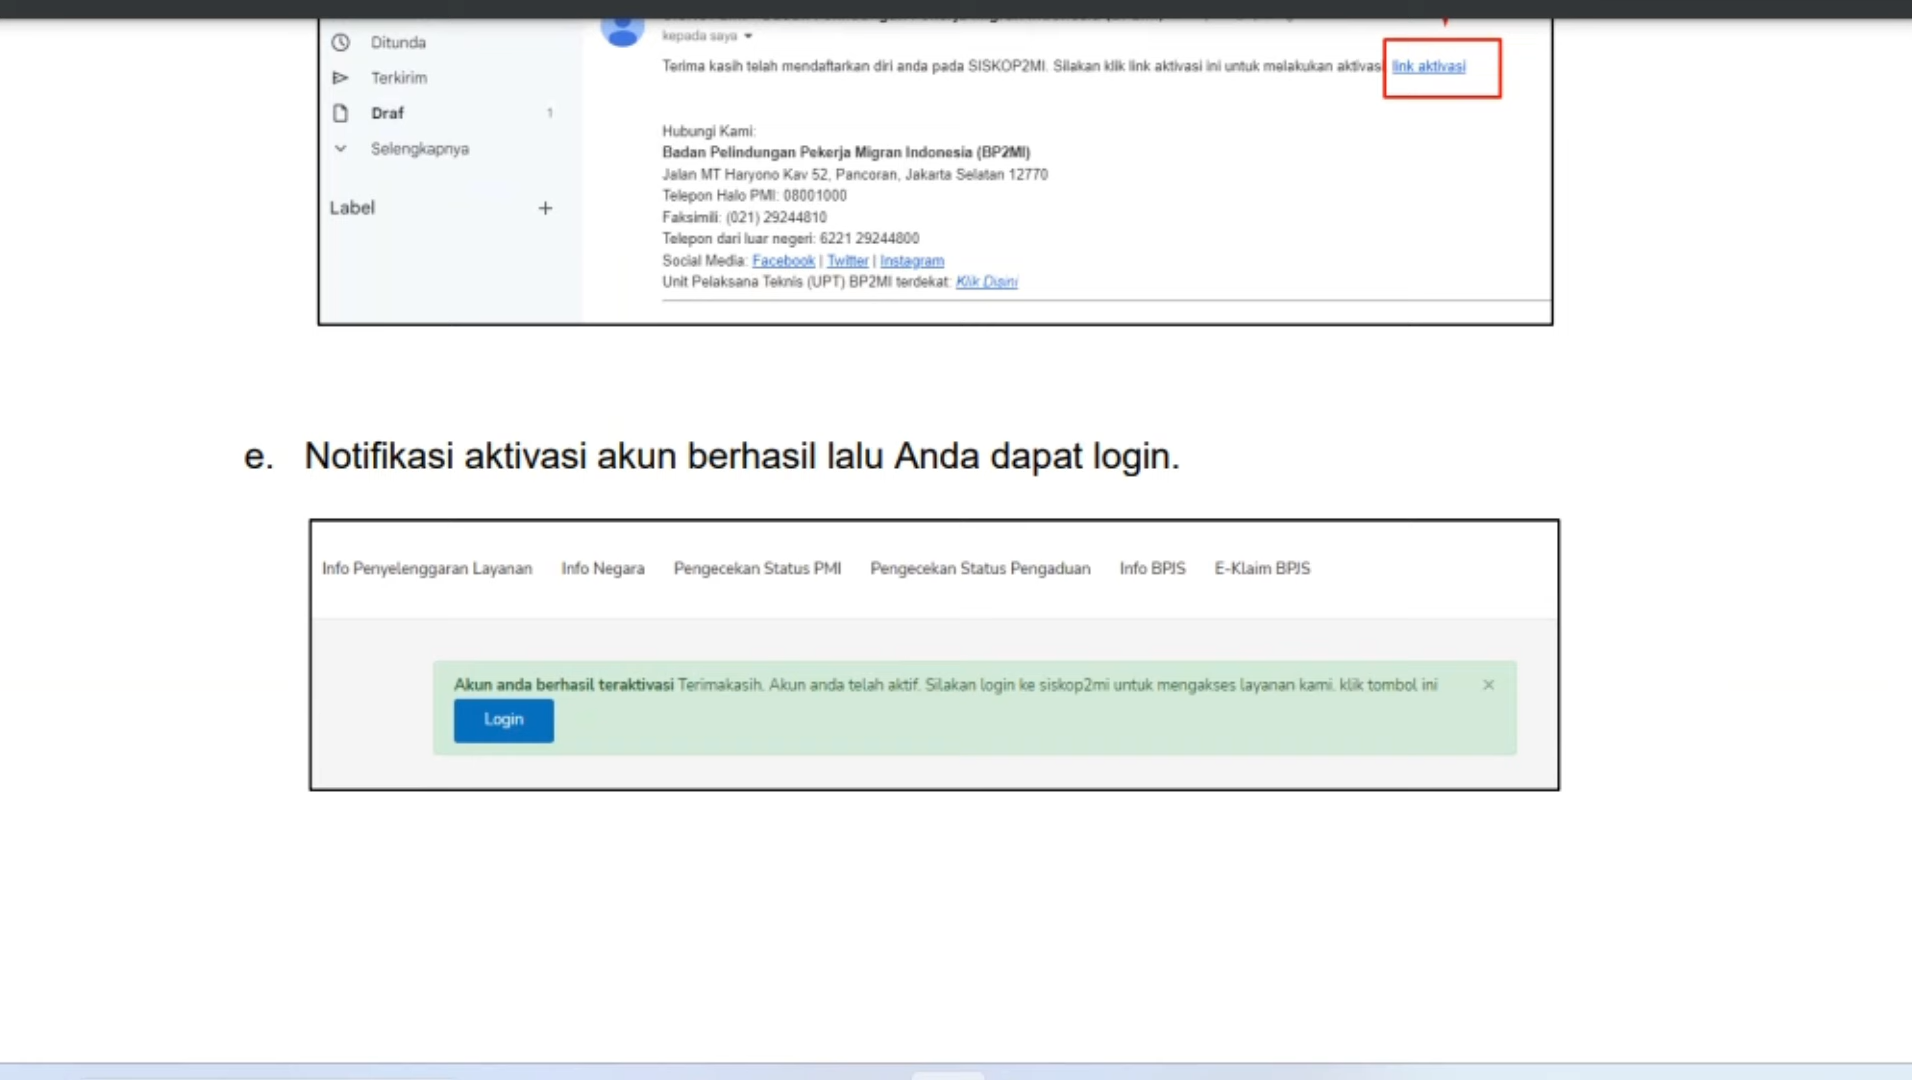 Ditunda
Terkirim
Draf 1
Selengkapnya
Label +
kepada saya
Terima kasih telah mendaftarkan diri anda pada SISKOP2MI. Silakan klik link aktivasi ini untuk melakukan aktivasi link aktivasi
Hubungi Kami:
Badan Pelindungan Pekerja Migran Indonesia (BP2MI)
Jalan MT Haryono Kav 52, Pancoran, Jakarta Selatan 12770
Telepon Halo PMI: 08001000
Faksimili: (021) 29244810
Telepon dari luar negeri: 6221 29244800
Social Media: Facebook | Twitter | Instagram
Unit Pelaksana Teknis (UPT) BP2MI terdekat: Klik Disini
e. Notifikasi aktivasi akun berhasil lalu Anda dapat login.
Info Penyelenggaran Layanan Info Negara Pengecekan Status PMI Pengecekan Status Pengaduan Info BPJS E-Klaim BPJS
Akun anda berhasil teraktivasi Terimakasih. Akun anda telah aktif. Silakan login ke siskop2mi untuk mengakses layanan kami. klik tombol ini ×
Login